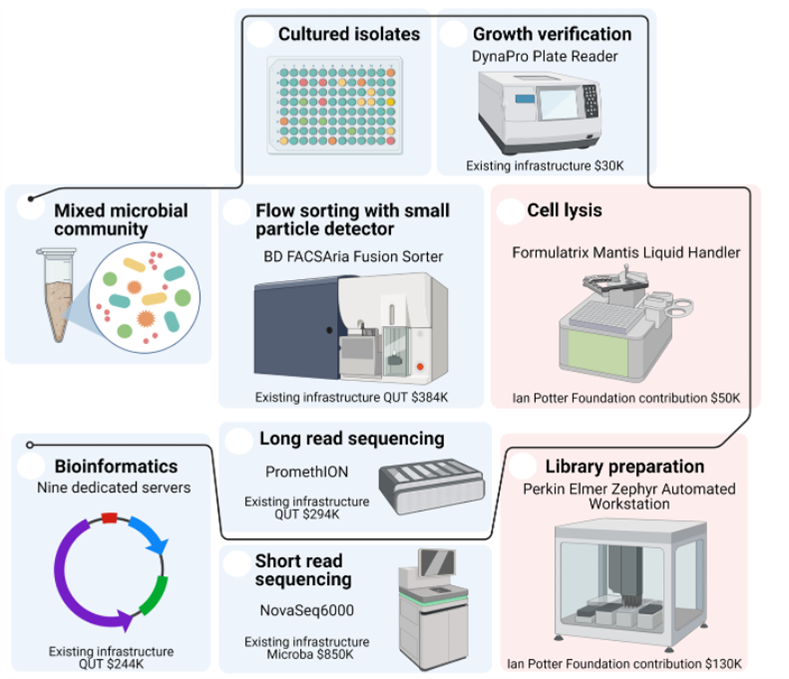 Cultured isolates
Growth verification
DynaPro Plate Reader
Existing infrastructure $30K
Mixed microbial
community
Flow sorting with small
particle detector
BD FACSAria Fusion Sorter
Existing infrastructure QUT $384K
Cell lysis
Formulatrix Mantis Liquid Handler
Ian Potter Foundation contribution $50K
Bioinformatics
Nine dedicated servers
Existing infrastructure
QUT $244K
Long read sequencing
PromethION
Existing infrastructure
QUT $294K
Short read
sequencing
NovaSeq6000
Existing infrastructure
Microba $850K
Library preparation
Perkin Elmer Zephyr Automated
Workstation
Ian Potter Foundation contribution $130K